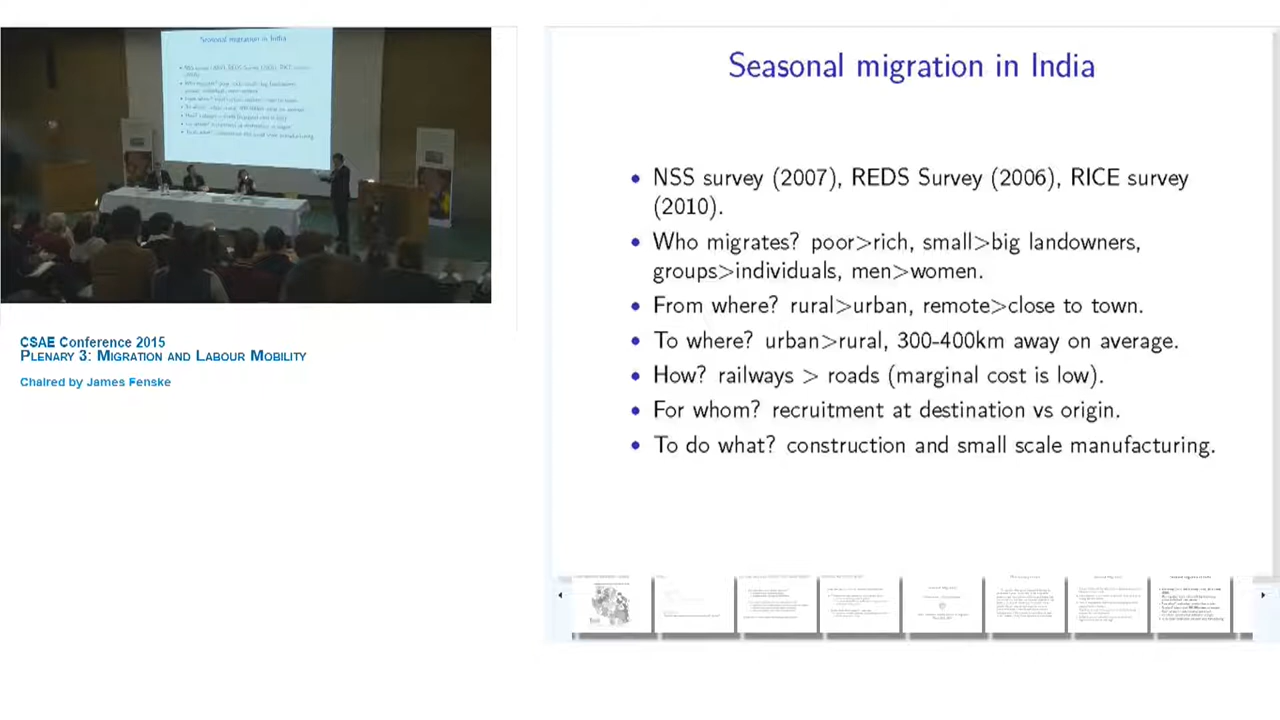 Seasonal migration in India
CSAE Conference 2015
PLENARY 3: MIGRATION AND LABOUR MOBILITY
Chaired by James Fenske
Seasonal migration in India
• NSS survey (2007), REDS Survey (2006), RICE survey
(2010).
• Who migrates? poor>rich, small>big landowners,
groups>individuals, men>women.
• From where? rural>urban, remote>close to town.
• To where? urban>rural, 300-400km away on average.
• How? railways > roads (marginal cost is low).
• For whom? recruitment at destination vs origin.
• To do what? construction and small scale manufacturing.